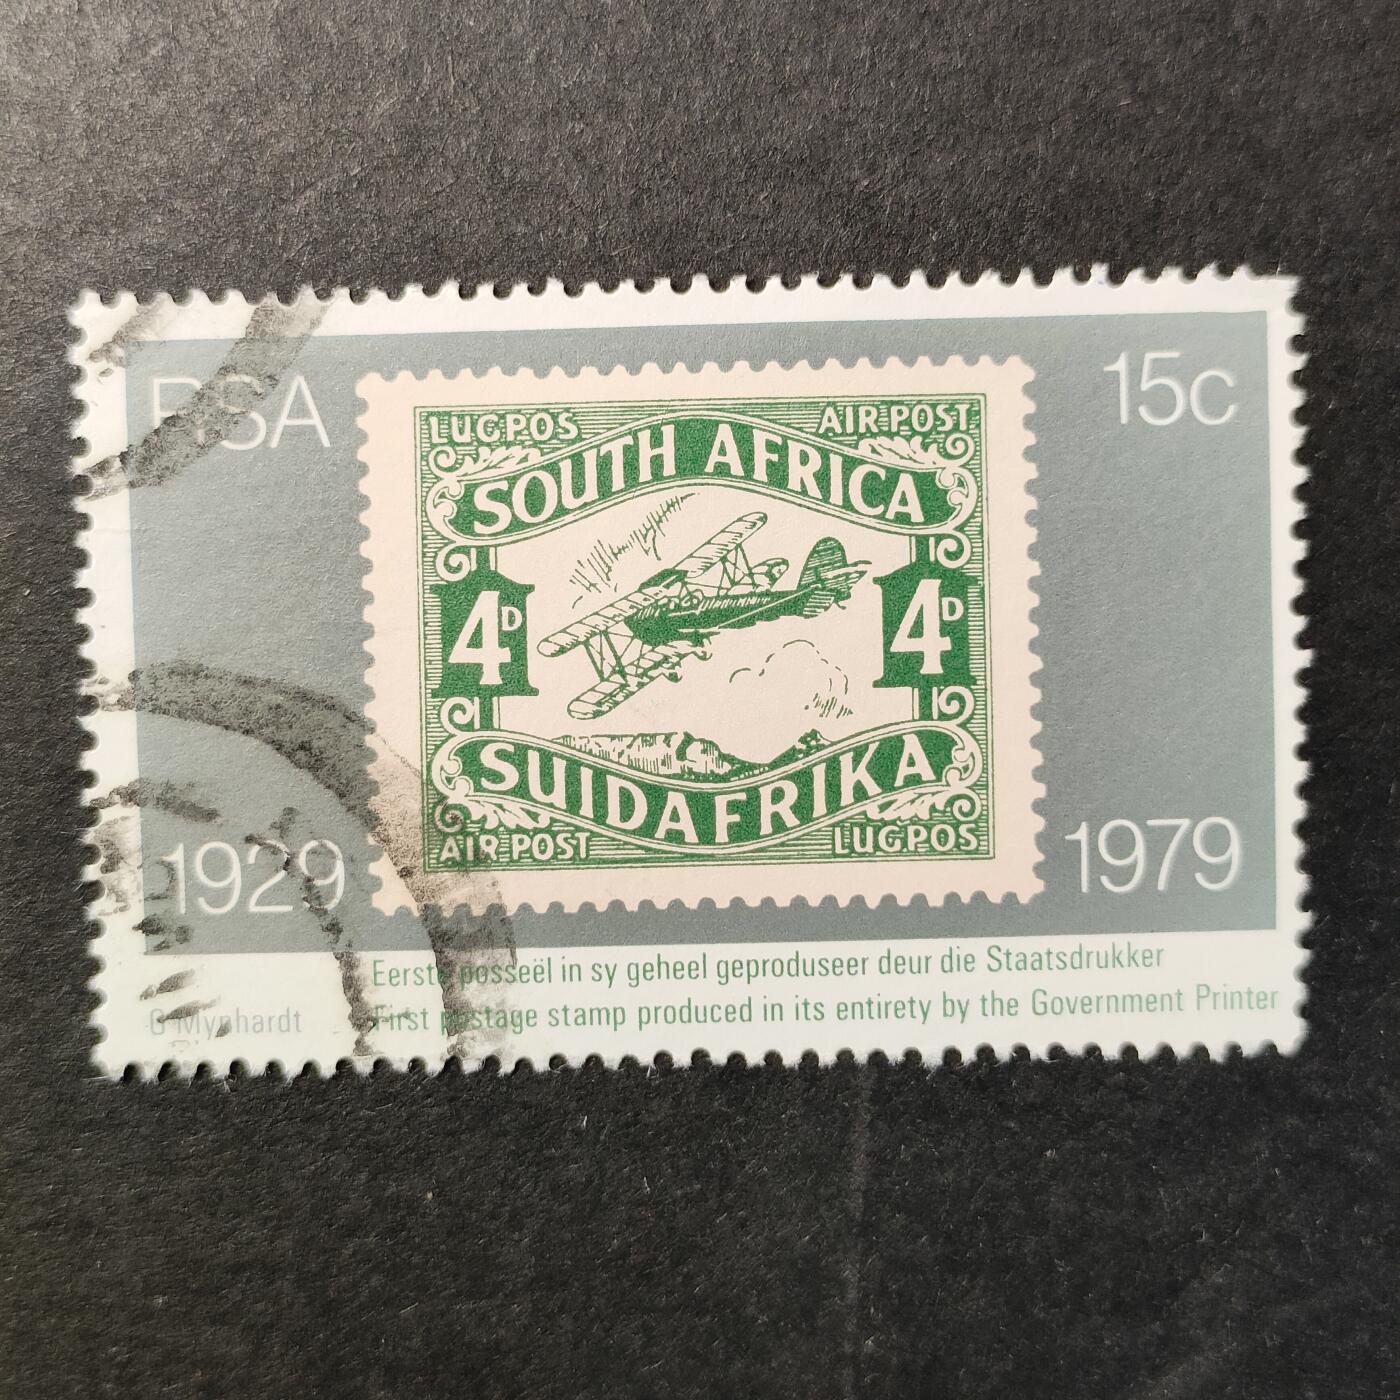 RSA
15c
LUGPOS AIR-POST
SOUTH AFRICA
4D 4D
SUIDAFRIKA
AIR-POST LUGPOS
1929 1979
Eerste posseël in sy geheel geproduseer deur die Staatsdrukker
First postage stamp produced in its entirety by the Government Printer
G Mynhardt